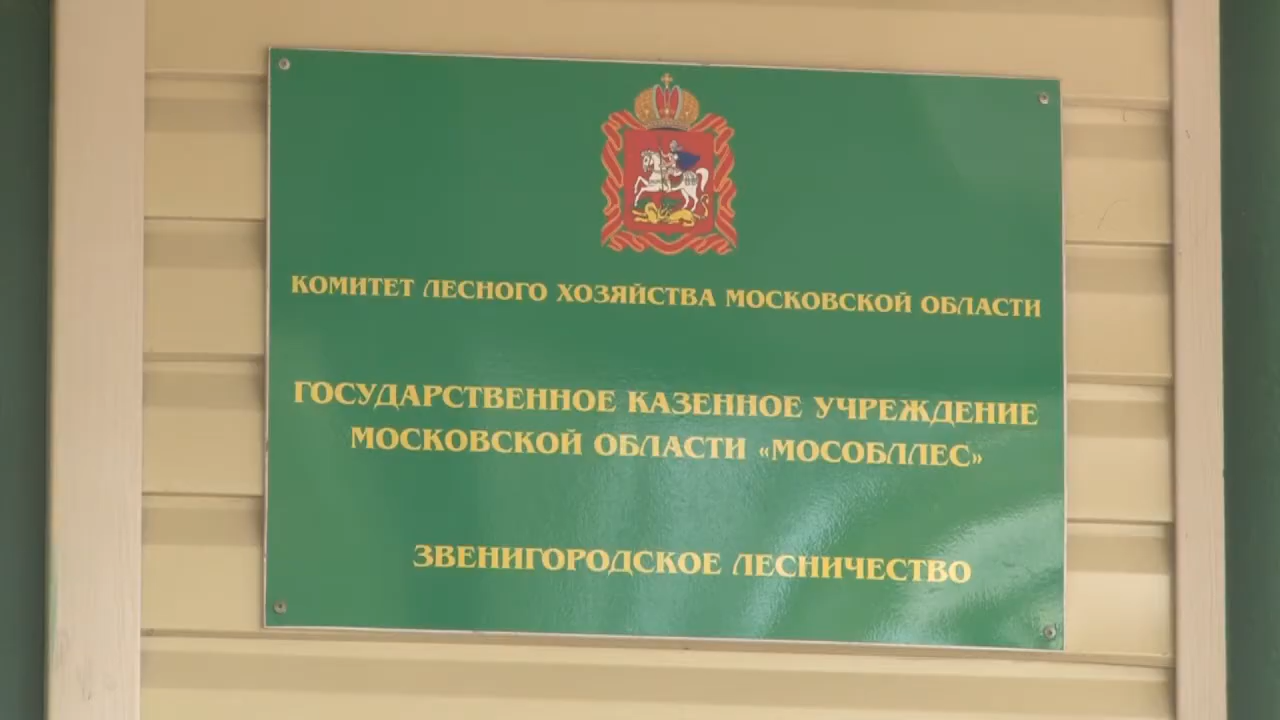 КОМИТЕТ ЛЕСНОГО ХОЗЯЙСТВА МОСКОВСКОЙ ОБЛАСТИ
ГОСУДАРСТВЕННОЕ КАЗЕННОЕ УЧРЕЖДЕНИЕ
МОСКОВСКОЙ ОБЛАСТИ «МОСОБЛЛЕС»
ЗВЕНИГОРОДСКОЕ ЛЕСНИЧЕСТВО